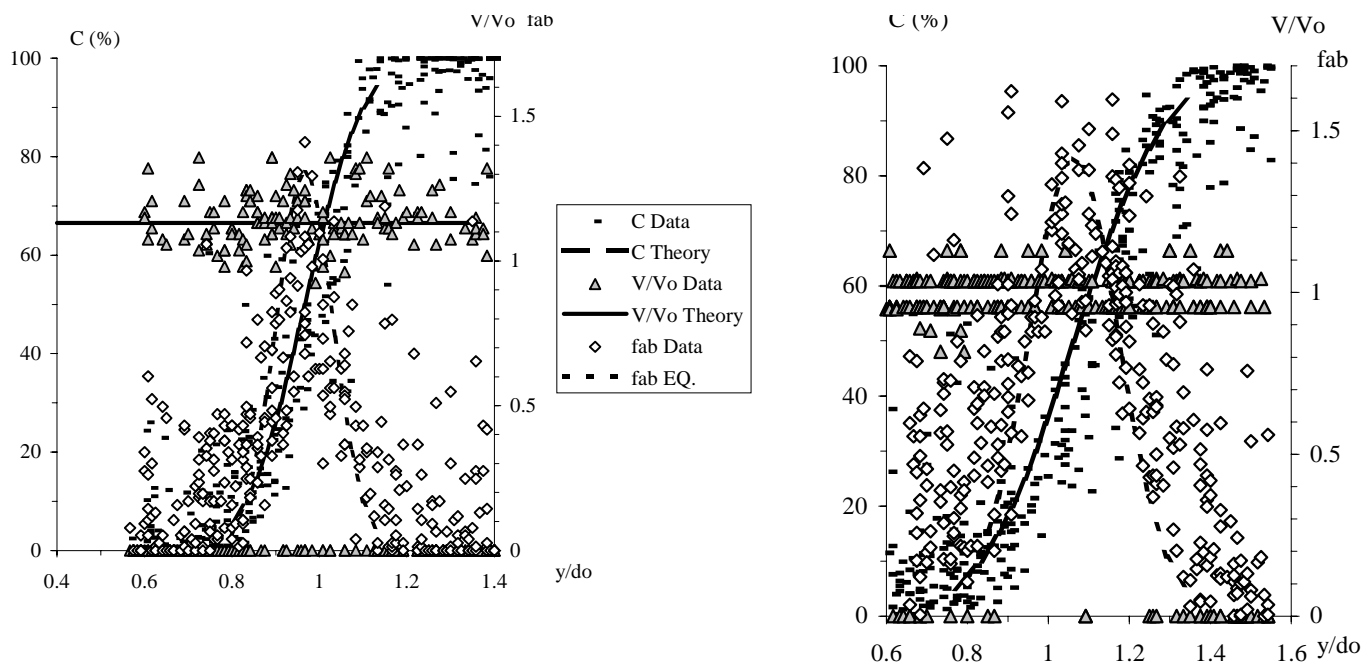 V/Vo fab
C (%)
100
80
60
40
20
0
1.5
1
0.5
0
0.4
0.6
0.8
1
1.2
1.4
y/do
C Data
C Theory
V/Vo Data
V/Vo Theory
fab Data
fab EQ.
C (%)
V/Vo
fab
100
80
60
40
20
0
1.5
1
0.5
0
0.6
0.8
1
1.2
1.4
1.6
y/do